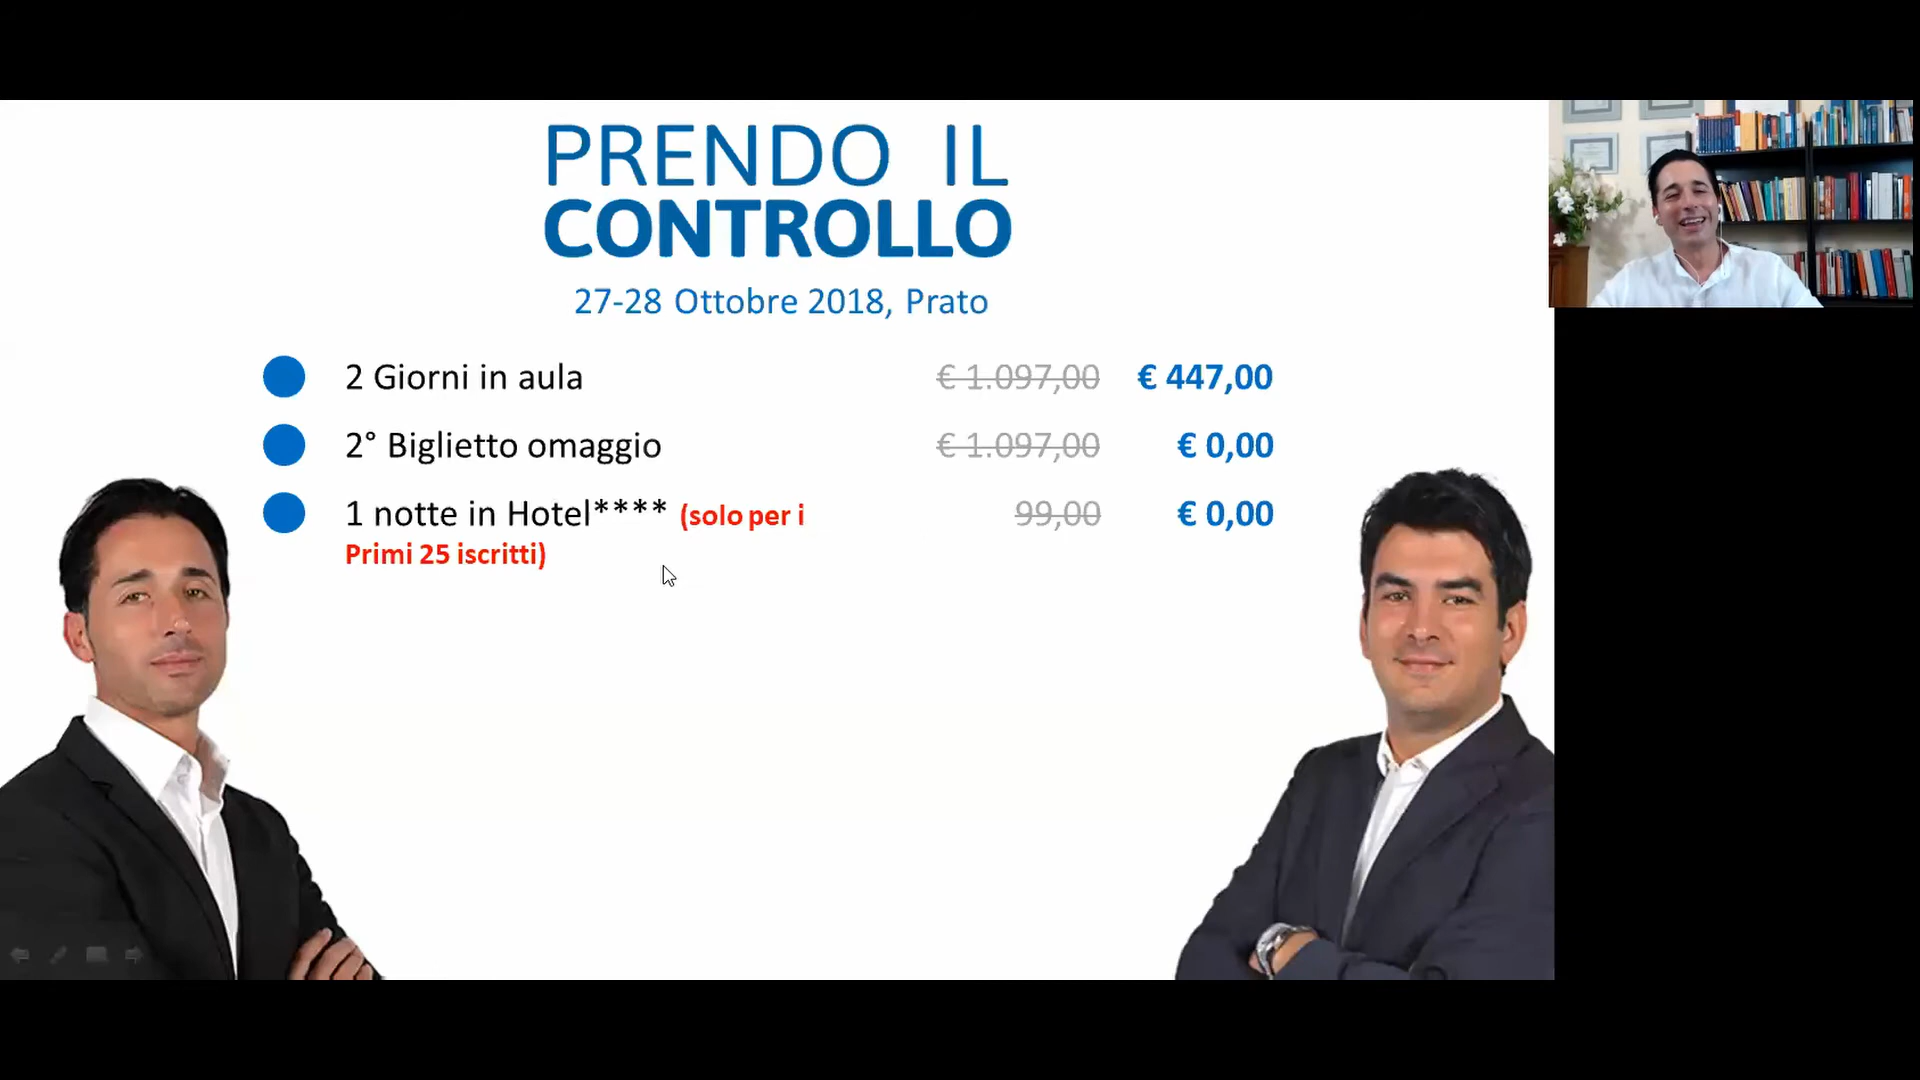 PRENDO IL
CONTROLLO
27-28 Ottobre 2018, Prato
2 Giorni in aula € 1.097,00 € 447,00
2° Biglietto omaggio € 1.097,00 € 0,00
1 notte in Hotel**** (solo per i 99,00 € 0,00
Primi 25 iscritti)